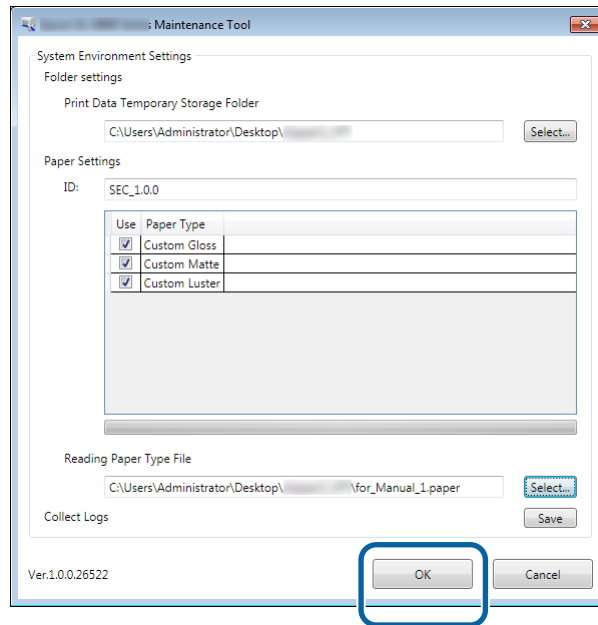 Maintenance Tool
System Environment Settings
Folder settings
Print Data Temporary Storage Folder
C:\Users\Administrator\Desktop\
Select...
Paper Settings
ID:
SEC_1.0.0
Use Paper Type
Custom Gloss
Custom Matte
Custom Luster
Reading Paper Type File
C:\Users\Administrator\Desktop\ \for_Manual_1.paper
Select...
Collect Logs
Save
Ver.1.0.0.26522
OK
Cancel